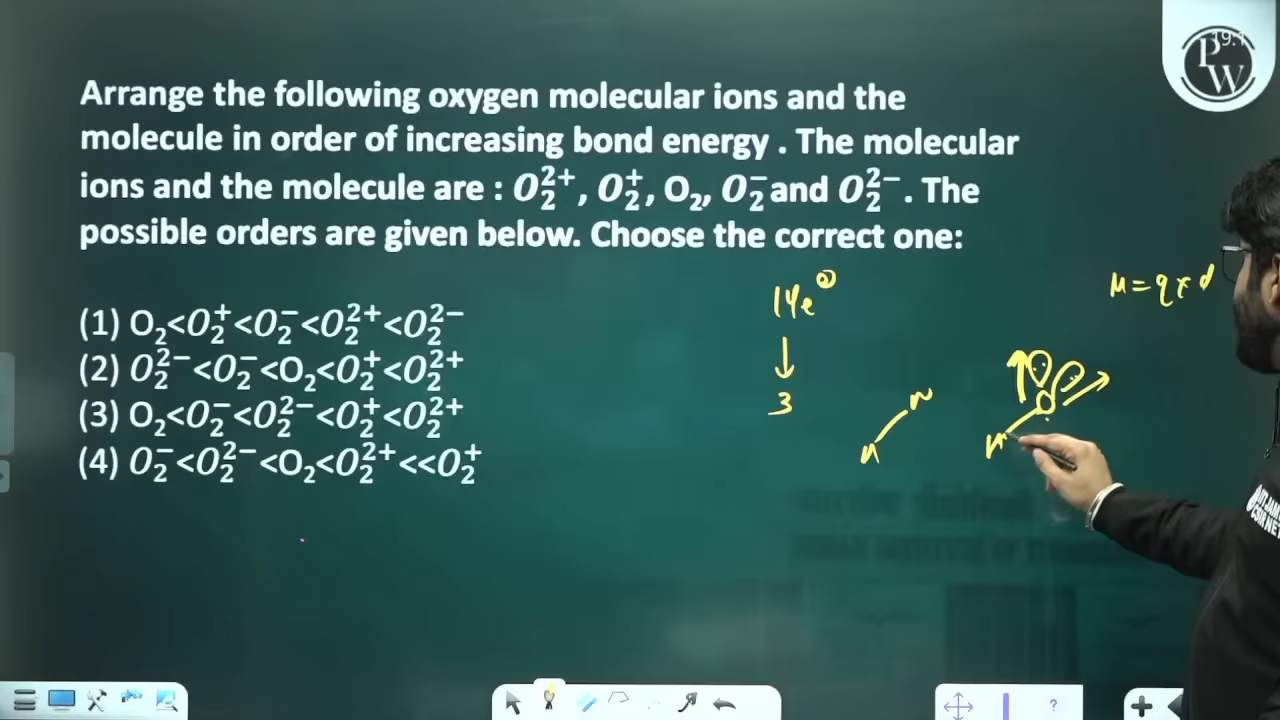 Arrange the following oxygen molecular ions and the
molecule in order of increasing bond energy . The molecular
ions and the molecule are : O₂²⁺, O₂⁺, O₂, O₂⁻ and O₂²⁻. The
possible orders are given below. Choose the correct one:
(1) O₂<O₂⁺<O₂⁻<O₂²⁺<O₂²⁻
(2) O₂²⁻<O₂⁻<O₂<O₂⁺<O₂²⁺
(3) O₂<O₂⁻<O₂²⁻<O₂⁺<O₂²⁺
(4) O₂⁻<O₂²⁻<O₂<O₂²⁺<<O₂⁺
14e
↓
3
μ=q×d
O
PW